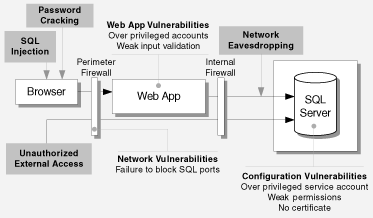 Password
Cracking
SQL
Injection
Web App Vulnerabilities
Over privileged accounts
Weak input validation
Network
Eavesdropping
Perimeter
Firewall
Internal
Firewall
Browser
Web App
SQL
Server
Unauthorized
External Access
Network Vulnerabilities
Failure to block SQL ports
Configuration Vulnerabilities
Over privileged service account
Weak permissions
No certificate